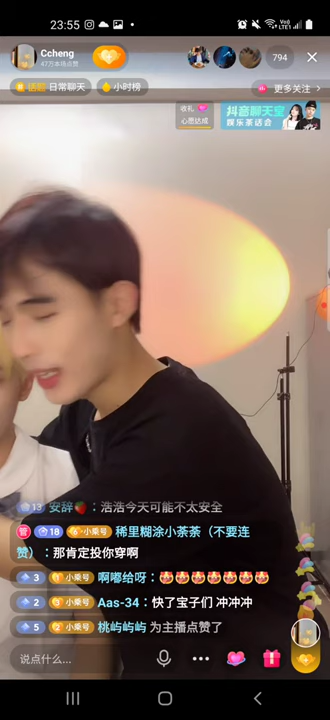 23:55
Ccheng
47万本场点赞
794
话题 日常聊天
小时榜
更多关注
收礼
心愿达成
抖音聊天室
娱乐茶话会
13 安辞🍓：浩浩今天可能不太安全
管 18 小乘号 稀里糊涂小荼荼（不要连
赞）：那肯定投你穿啊
3 小乘号 啊嘟给呀：😍😍😍😍😍😍😍
2 小乘号 Aas-34：快了宝子们 冲冲冲
5 小乘号 桃屿屿屿 为主播点赞了
说点什么...